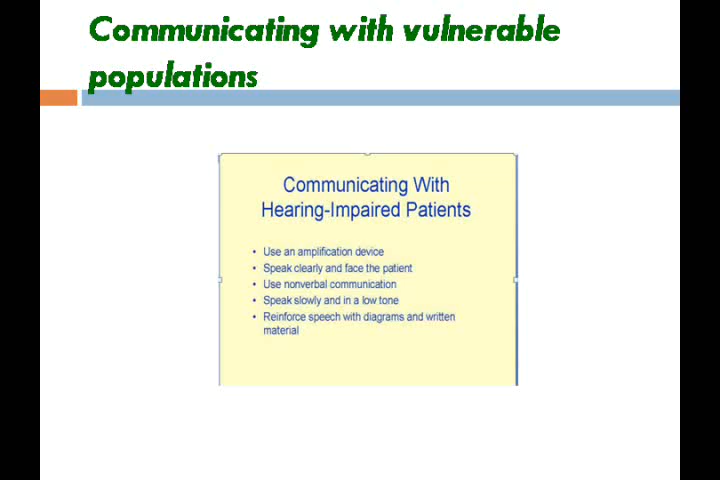 Communicating with vulnerable
populations
Communicating With
Hearing-Impaired Patients
• Use an amplification device
• Speak clearly and face the patient
• Use nonverbal communication
• Speak slowly and in a low tone
• Reinforce speech with diagrams and written
material